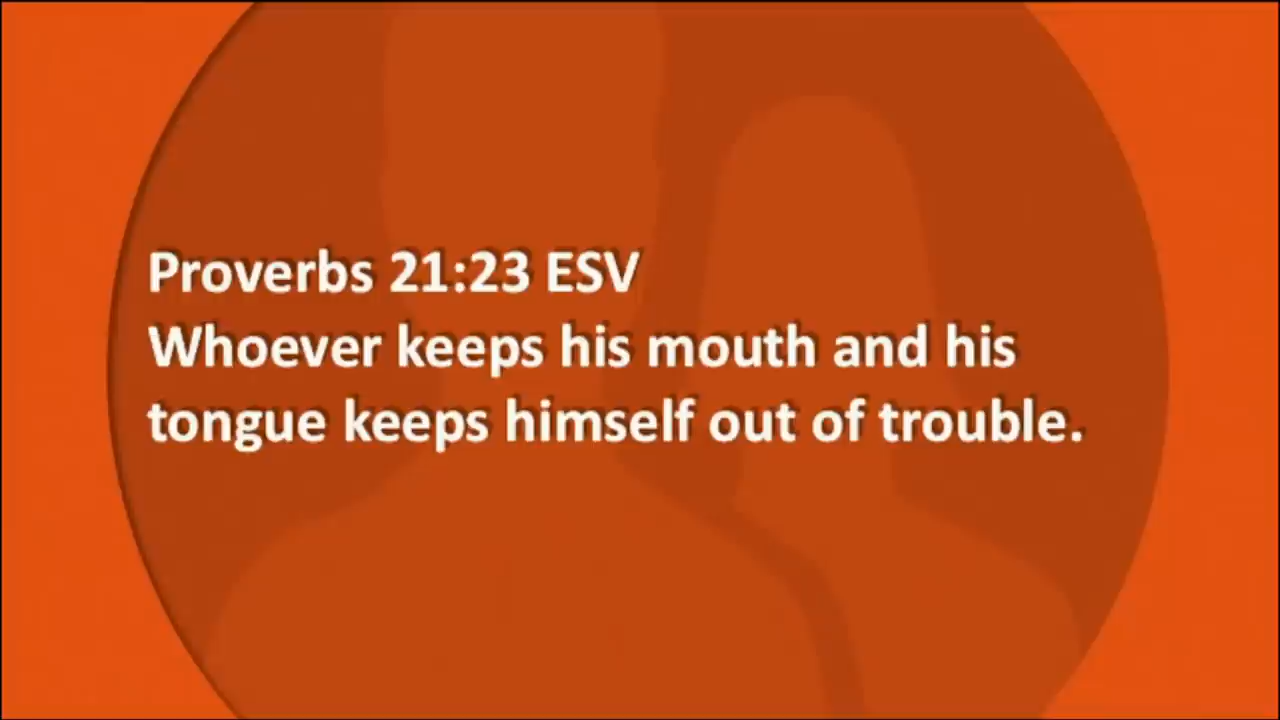 Proverbs 21:23 ESV
Whoever keeps his mouth and his
tongue keeps himself out of trouble.